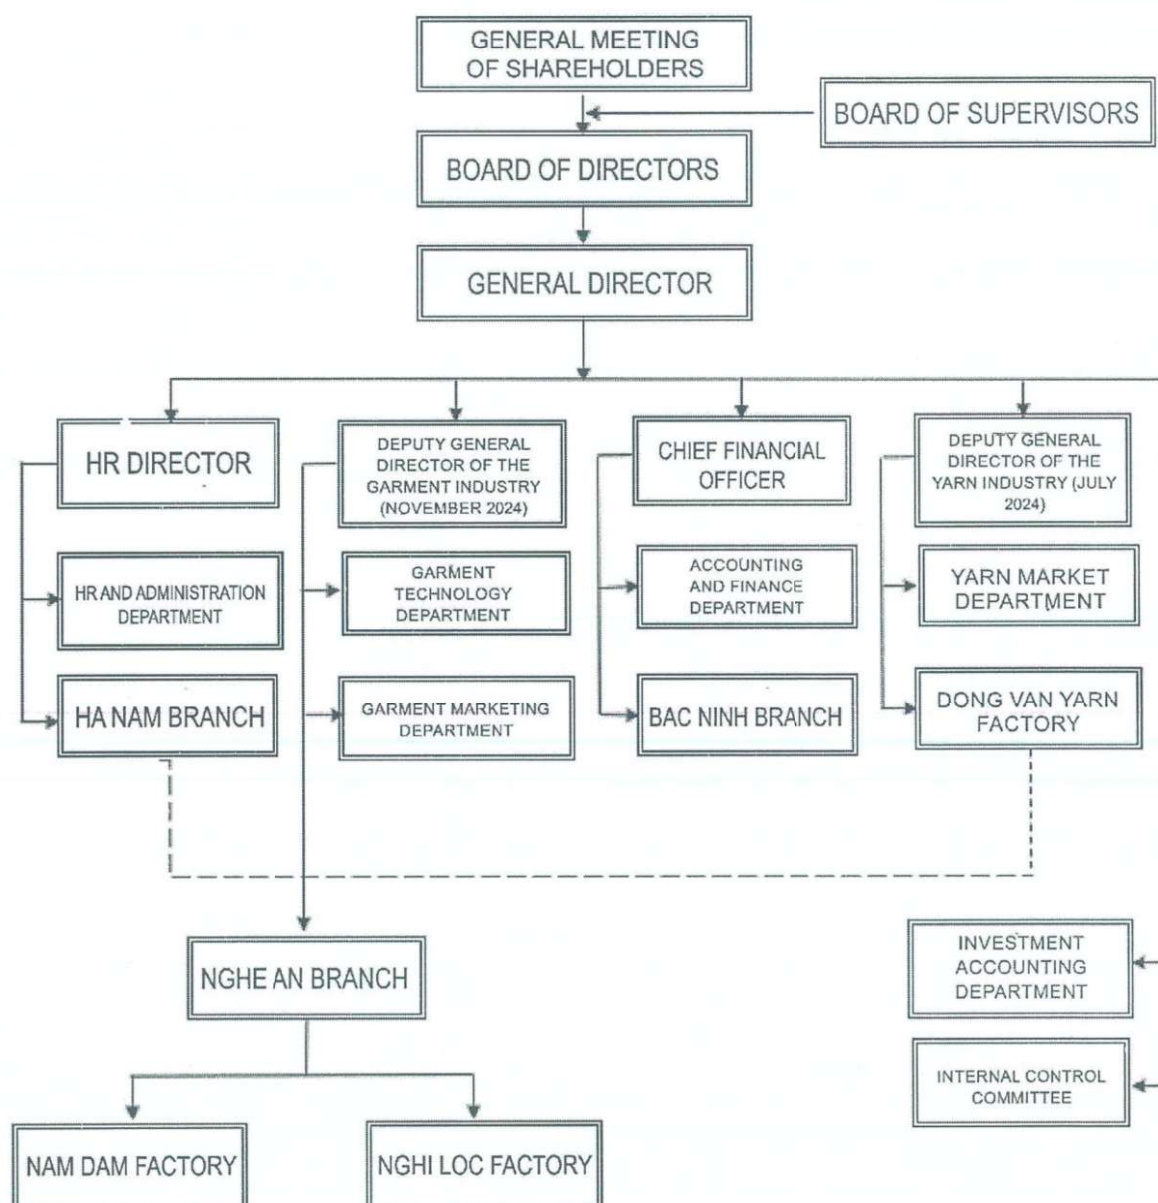 GENERAL MEETING
OF SHAREHOLDERS
BOARD OF SUPERVISORS
BOARD OF DIRECTORS
GENERAL DIRECTOR
HR DIRECTOR
DEPUTY GENERAL
DIRECTOR OF THE
GARMENT INDUSTRY
(NOVEMBER 2024)
CHIEF FINANCIAL
OFFICER
DEPUTY GENERAL
DIRECTOR OF THE
YARN INDUSTRY (JULY
2024)
HR AND ADMINISTRATION
DEPARTMENT
GARMENT
TECHNOLOGY
DEPARTMENT
ACCOUNTING
AND FINANCE
DEPARTMENT
YARN MARKET
DEPARTMENT
HA NAM BRANCH
GARMENT MARKETING
DEPARTMENT
BAC NINH BRANCH
DONG VAN YARN
FACTORY
NGHE AN BRANCH
INVESTMENT
ACCOUNTING
DEPARTMENT
INTERNAL CONTROL
COMMITTEE
NAM DAM FACTORY
NGHI LOC FACTORY